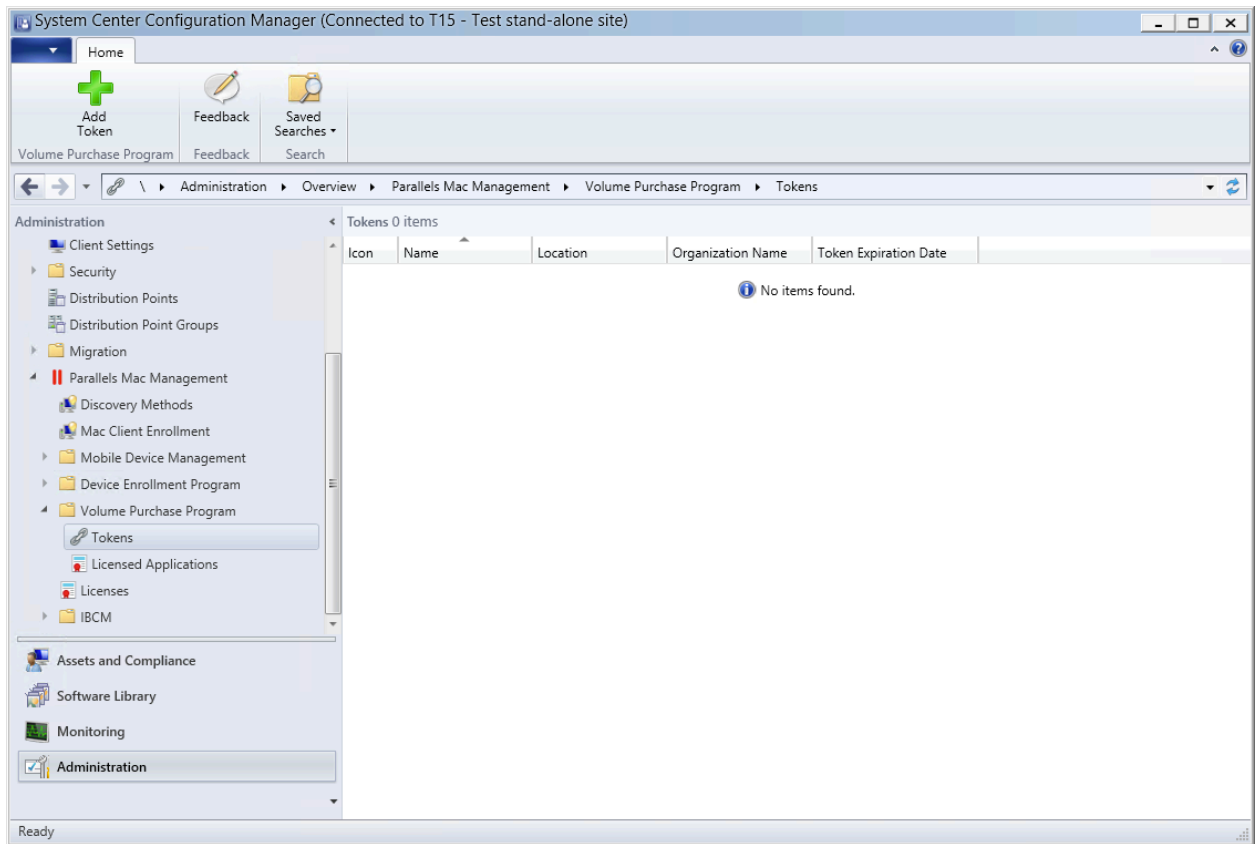 System Center Configuration Manager (Connected to T15 - Test stand-alone site)
Home
Add
Token
Feedback
Saved
Searches
Volume Purchase Program
Feedback
Search
\ Administration Overview Parallels Mac Management Volume Purchase Program Tokens
Administration
Client Settings
Security
Distribution Points
Distribution Point Groups
Migration
Parallels Mac Management
Discovery Methods
Mac Client Enrollment
Mobile Device Management
Device Enrollment Program
Volume Purchase Program
Tokens
Licensed Applications
Licenses
IBCM
Assets and Compliance
Software Library
Monitoring
Administration
Tokens 0 items
Icon Name Location Organization Name Token Expiration Date
No items found.
Ready